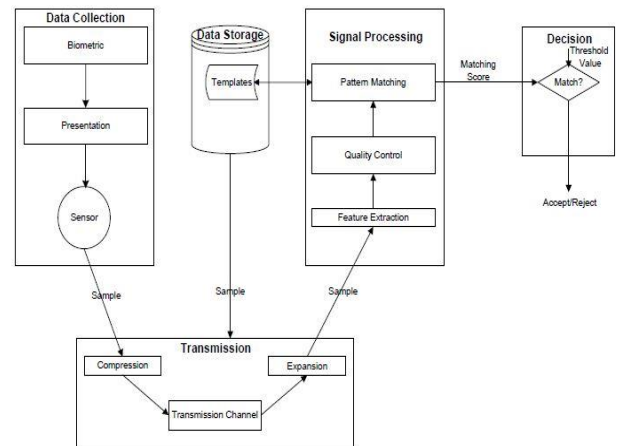 Data Collection
Biometric
Presentation
Sensor
Sample
Data Storage
Templates
Sample
Signal Processing
Pattern Matching
Quality Control
Feature Extraction
Sample
Matching
Score
Decision
Threshold
Value
Match?
Accept/Reject
Transmission
Compression
Expansion
Transmission Channel